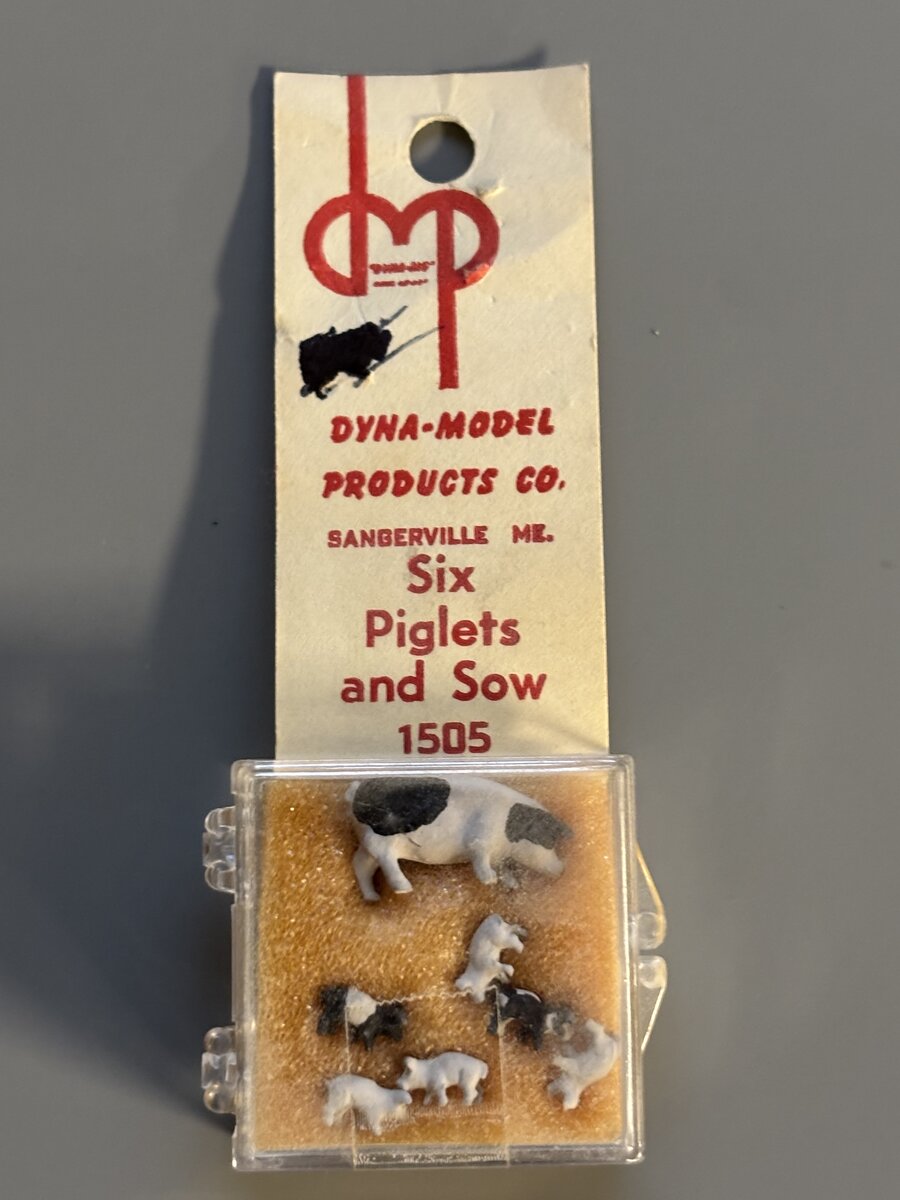 DYNA-MODEL
PRODUCTS CO.
SANGERVILLE ME.
Six
Piglets
and Sow
1505